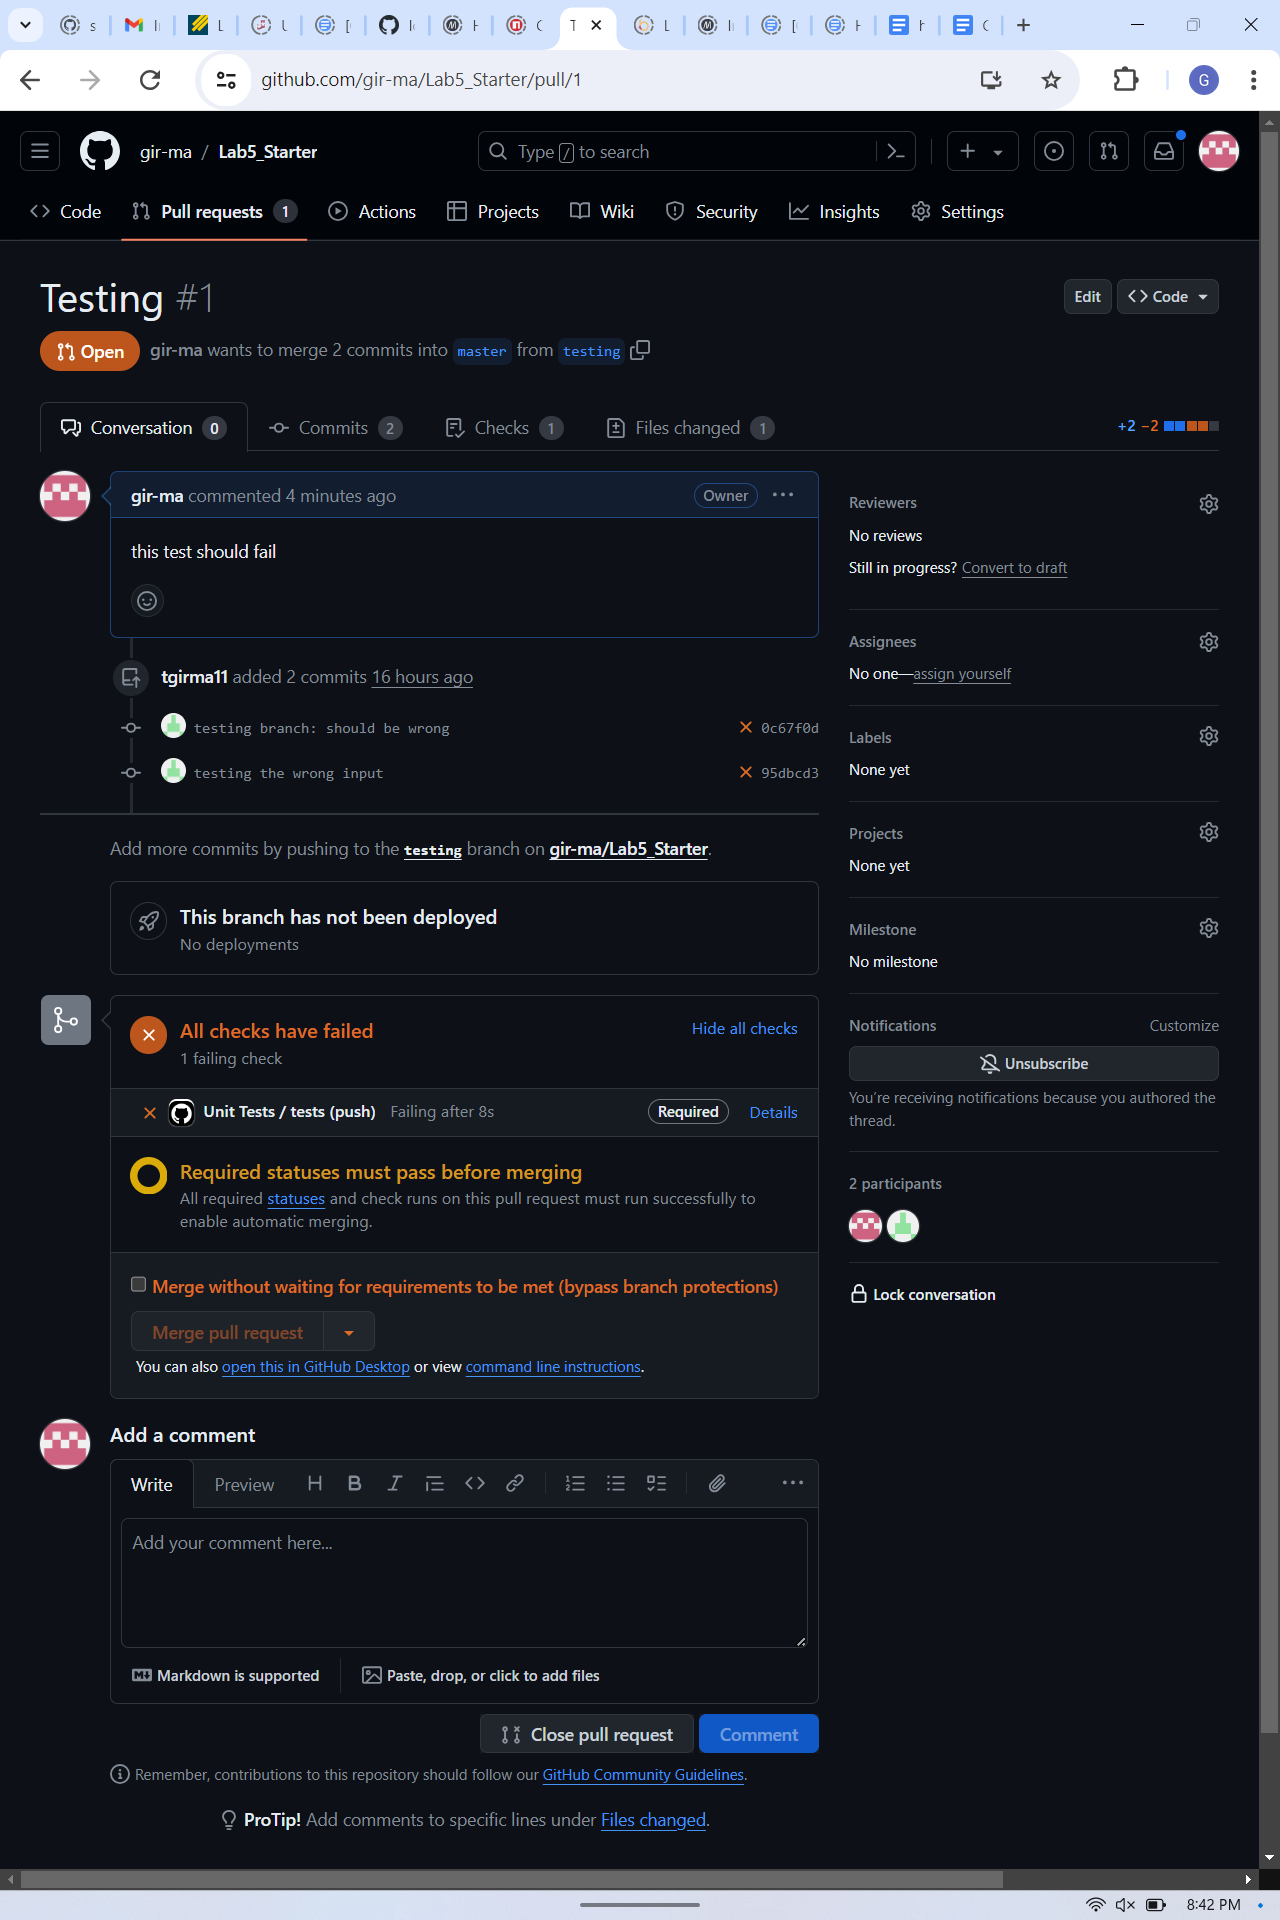 github.com/gir-ma/Lab5_Starter/pull/1
G
gir-ma / Lab5_Starter
Type / to search
Code
Pull requests 1
Actions
Projects
Wiki
Security
Insights
Settings
Testing #1
Edit
Code
Open
gir-ma wants to merge 2 commits into master from testing
Conversation 0
Commits 2
Checks 1
Files changed 1
+2 −2
gir-ma commented 4 minutes ago
Owner
this test should fail
tgirma11 added 2 commits 16 hours ago
testing branch: should be wrong
0c67f0d
testing the wrong input
95dbcd3
Add more commits by pushing to the testing branch on gir-ma/Lab5_Starter.
This branch has not been deployed
No deployments
All checks have failed
Hide all checks
1 failing check
Unit Tests / tests (push) Failing after 8s
Required
Details
Required statuses must pass before merging
All required statuses and check runs on this pull request must run successfully to
enable automatic merging.
Merge without waiting for requirements to be met (bypass branch protections)
Merge pull request
You can also open this in GitHub Desktop or view command line instructions.
Reviewers
No reviews
Still in progress? Convert to draft
Assignees
No one—assign yourself
Labels
None yet
Projects
None yet
Milestone
No milestone
Notifications
Customize
Unsubscribe
You're receiving notifications because you authored the
thread.
2 participants
Lock conversation
Add a comment
Write
Preview
Add your comment here...
Markdown is supported
Paste, drop, or click to add files
Close pull request
Comment
Remember, contributions to this repository should follow our GitHub Community Guidelines.
ProTip! Add comments to specific lines under Files changed.
8:42 PM